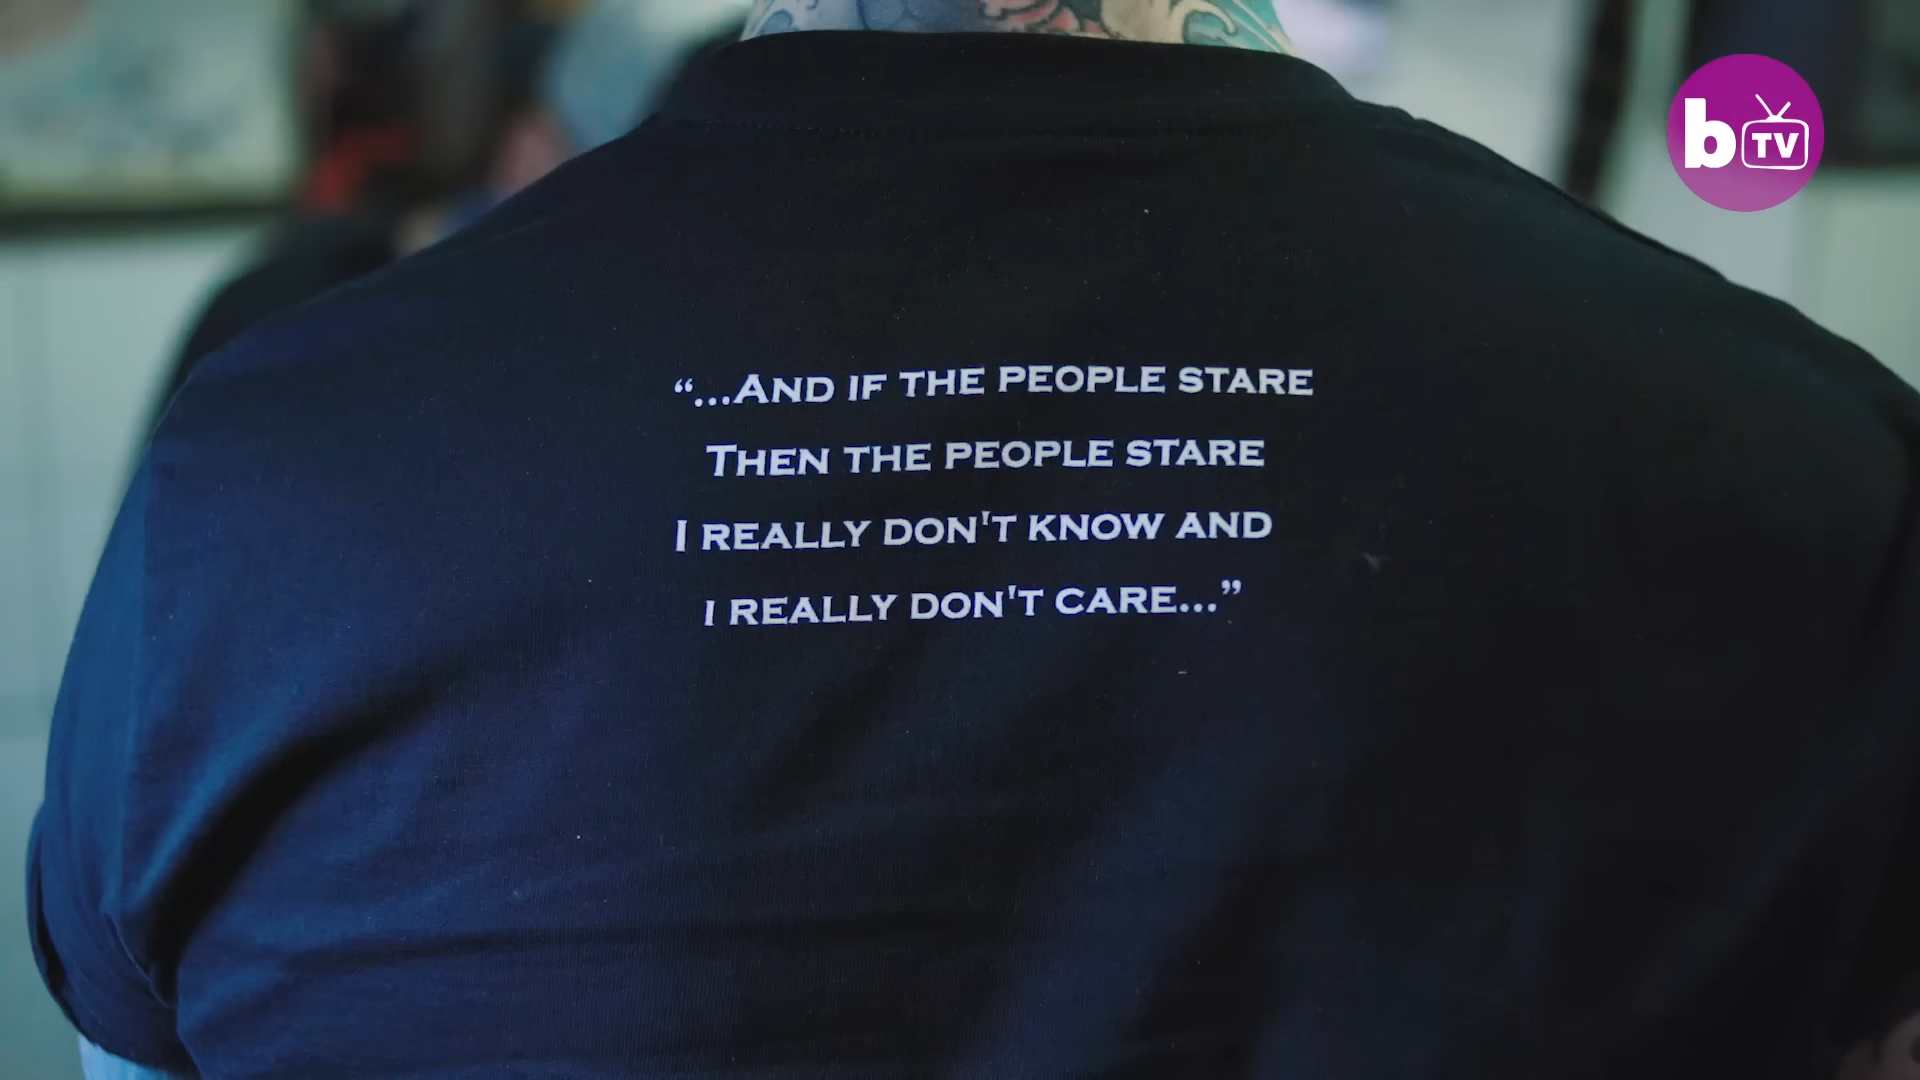 b TV
“...And if the people stare
Then the people stare
I really don't know and
I really don't care...”